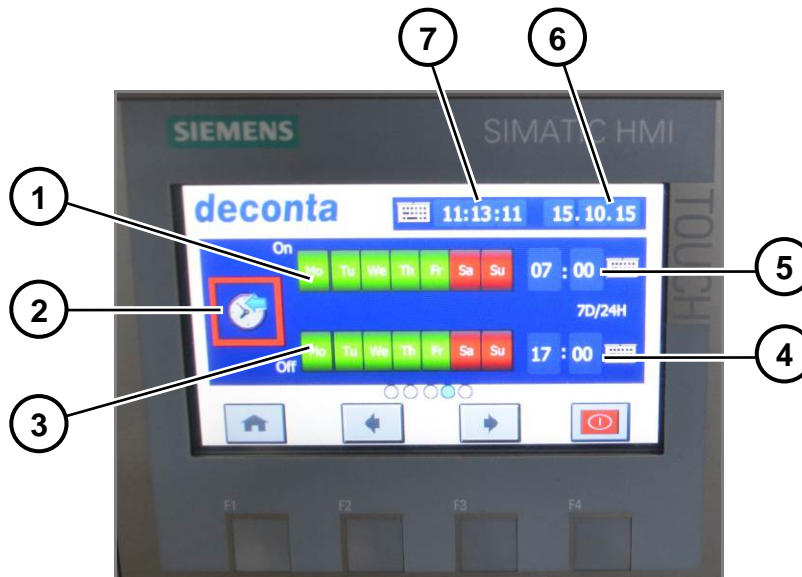 7 6
SIEMENS SIMATIC HMI
TOUCH
1
deconta 11:13:11 15.10.15
On
Mo Tu We Th Fr Sa Su 07 : 00
5
2
7D/24H
Mo Tu We Th Fr Sa Su 17 : 00
4
Off
3
F1 F2 F3 F4